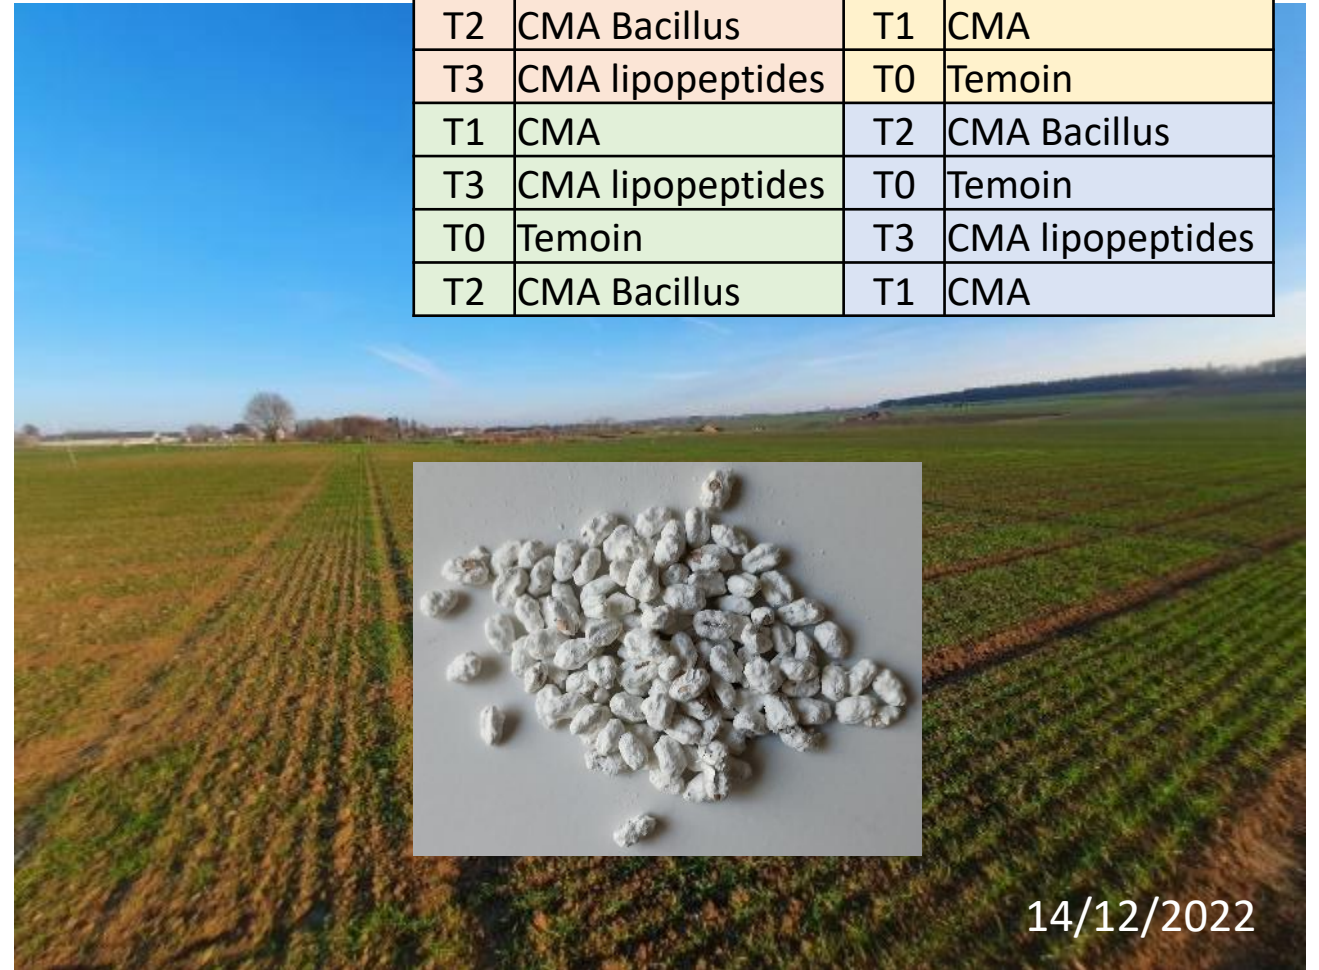 T2 CMA Bacillus T1 CMA
T3 CMA lipopeptides T0 Temoin
T1 CMA T2 CMA Bacillus
T3 CMA lipopeptides T0 Temoin
T0 Temoin T3 CMA lipopeptides
T2 CMA Bacillus T1 CMA
14/12/2022